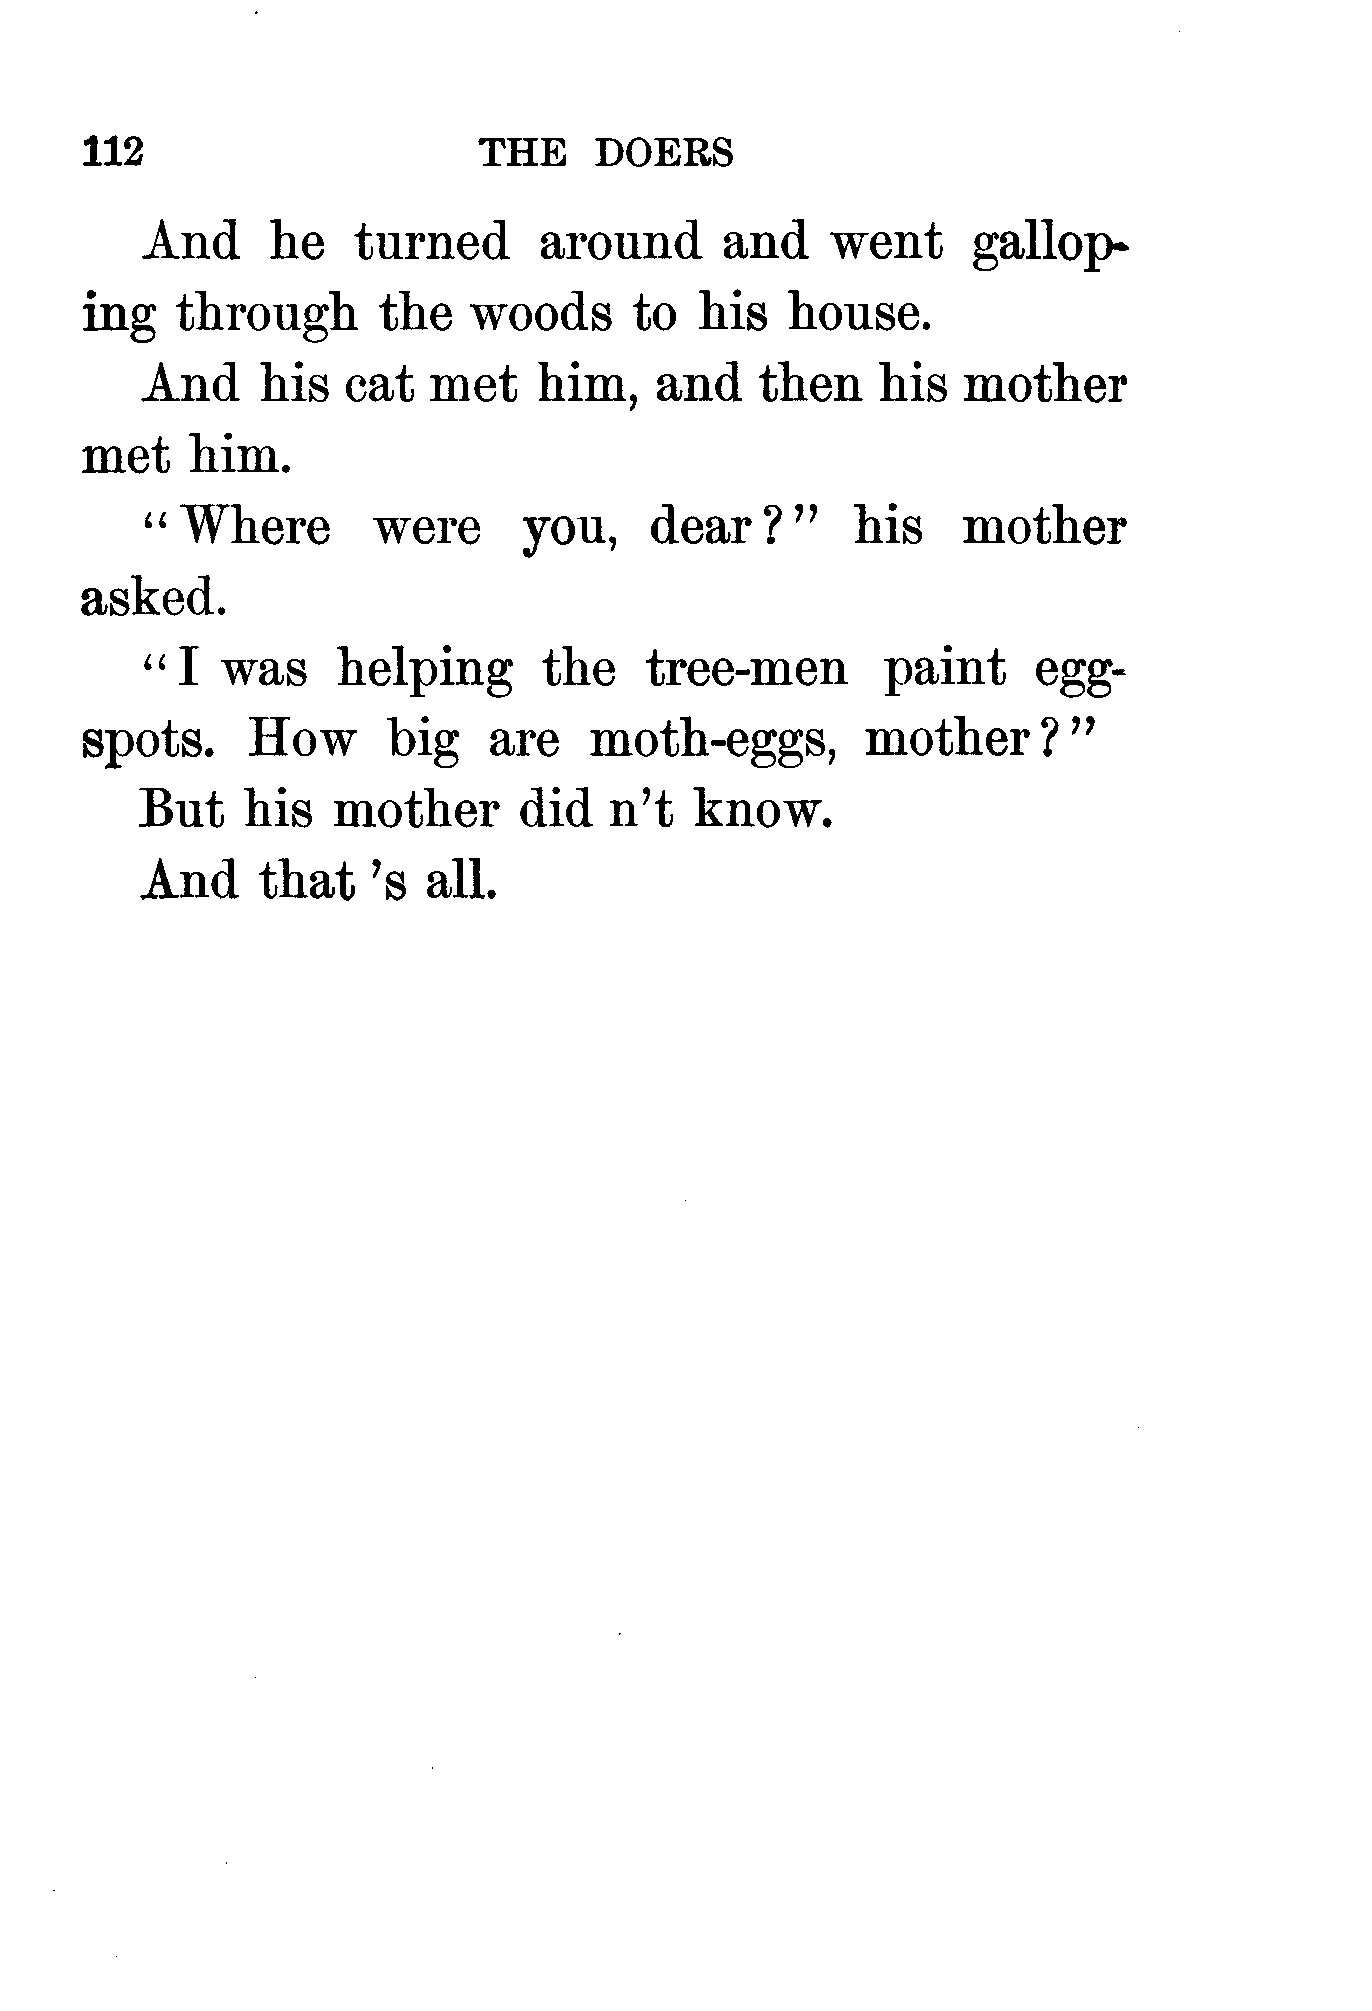 112 THE DOERS
And he turned around and went gallop-
ing through the woods to his house.
And his cat met him, and then his mother
met him.
“Where were you, dear?” his mother
asked.
“I was helping the tree-men paint egg-
spots. How big are moth-eggs, mother?”
But his mother did n’t know.
And that ’s all.